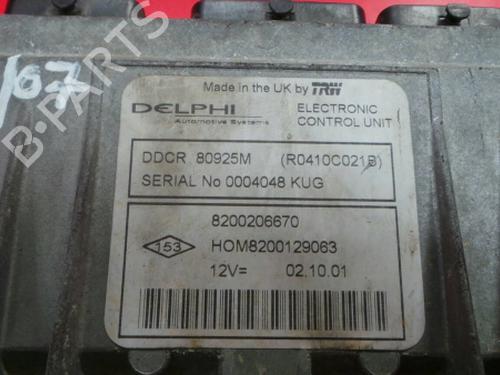 B-PARTS
107
Made in the UK by TRW
DELPHI
Automotive Systems
ELECTRONIC
CONTROL UNIT
DDCR 80925M (R0410C021B)
SERIAL No 0004048 KUG
8200206670
153 HOM8200129063
12V= 02.10.01